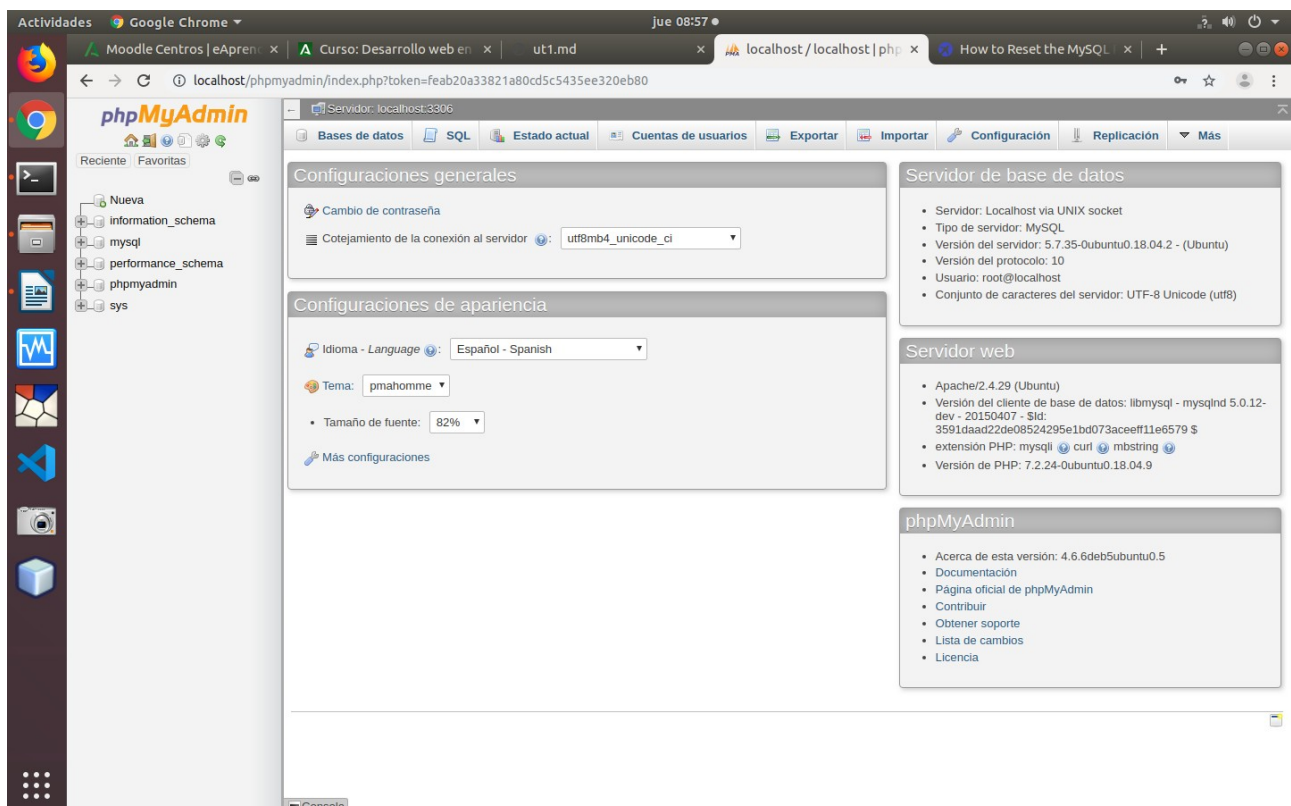 Actividades Google Chrome jue 08:57
Moodle Centros | eAprend Curso: Desarrollo web en ut1.md localhost / localhost | php How to Reset the MySQL
localhost/phpmyadmin/index.php?token=feab20a33821a80cd5c5435ee320eb80
phpMyAdmin
Reciente Favoritas
Nueva
information_schema
mysql
performance_schema
phpmyadmin
sys
Servidor: localhost:3306
Bases de datos SQL Estado actual Cuentas de usuarios Exportar Importar Configuración Replicación Más
Configuraciones generales
Cambio de contraseña
Cotejamiento de la conexión al servidor : utf8mb4_unicode_ci
Configuraciones de apariencia
Idioma - Language : Español - Spanish
Tema: pmahomme
Tamaño de fuente: 82%
Más configuraciones
Servidor de base de datos
Servidor: Localhost via UNIX socket
Tipo de servidor: MySQL
Versión del servidor: 5.7.35-0ubuntu0.18.04.2 - (Ubuntu)
Versión del protocolo: 10
Usuario: root@localhost
Conjunto de caracteres del servidor: UTF-8 Unicode (utf8)
Servidor web
Apache/2.4.29 (Ubuntu)
Versión del cliente de base de datos: libmysql - mysqlnd 5.0.12-
dev - 20150407 - $Id:
3591daad22de08524295e1bd073aceeff11e6579 $
extensión PHP: mysqli curl mbstring
Versión de PHP: 7.2.24-0ubuntu0.18.04.9
phpMyAdmin
Acerca de esta versión: 4.6.6deb5ubuntu0.5
Documentación
Página oficial de phpMyAdmin
Contribuir
Obtener soporte
Lista de cambios
Licencia
Consola